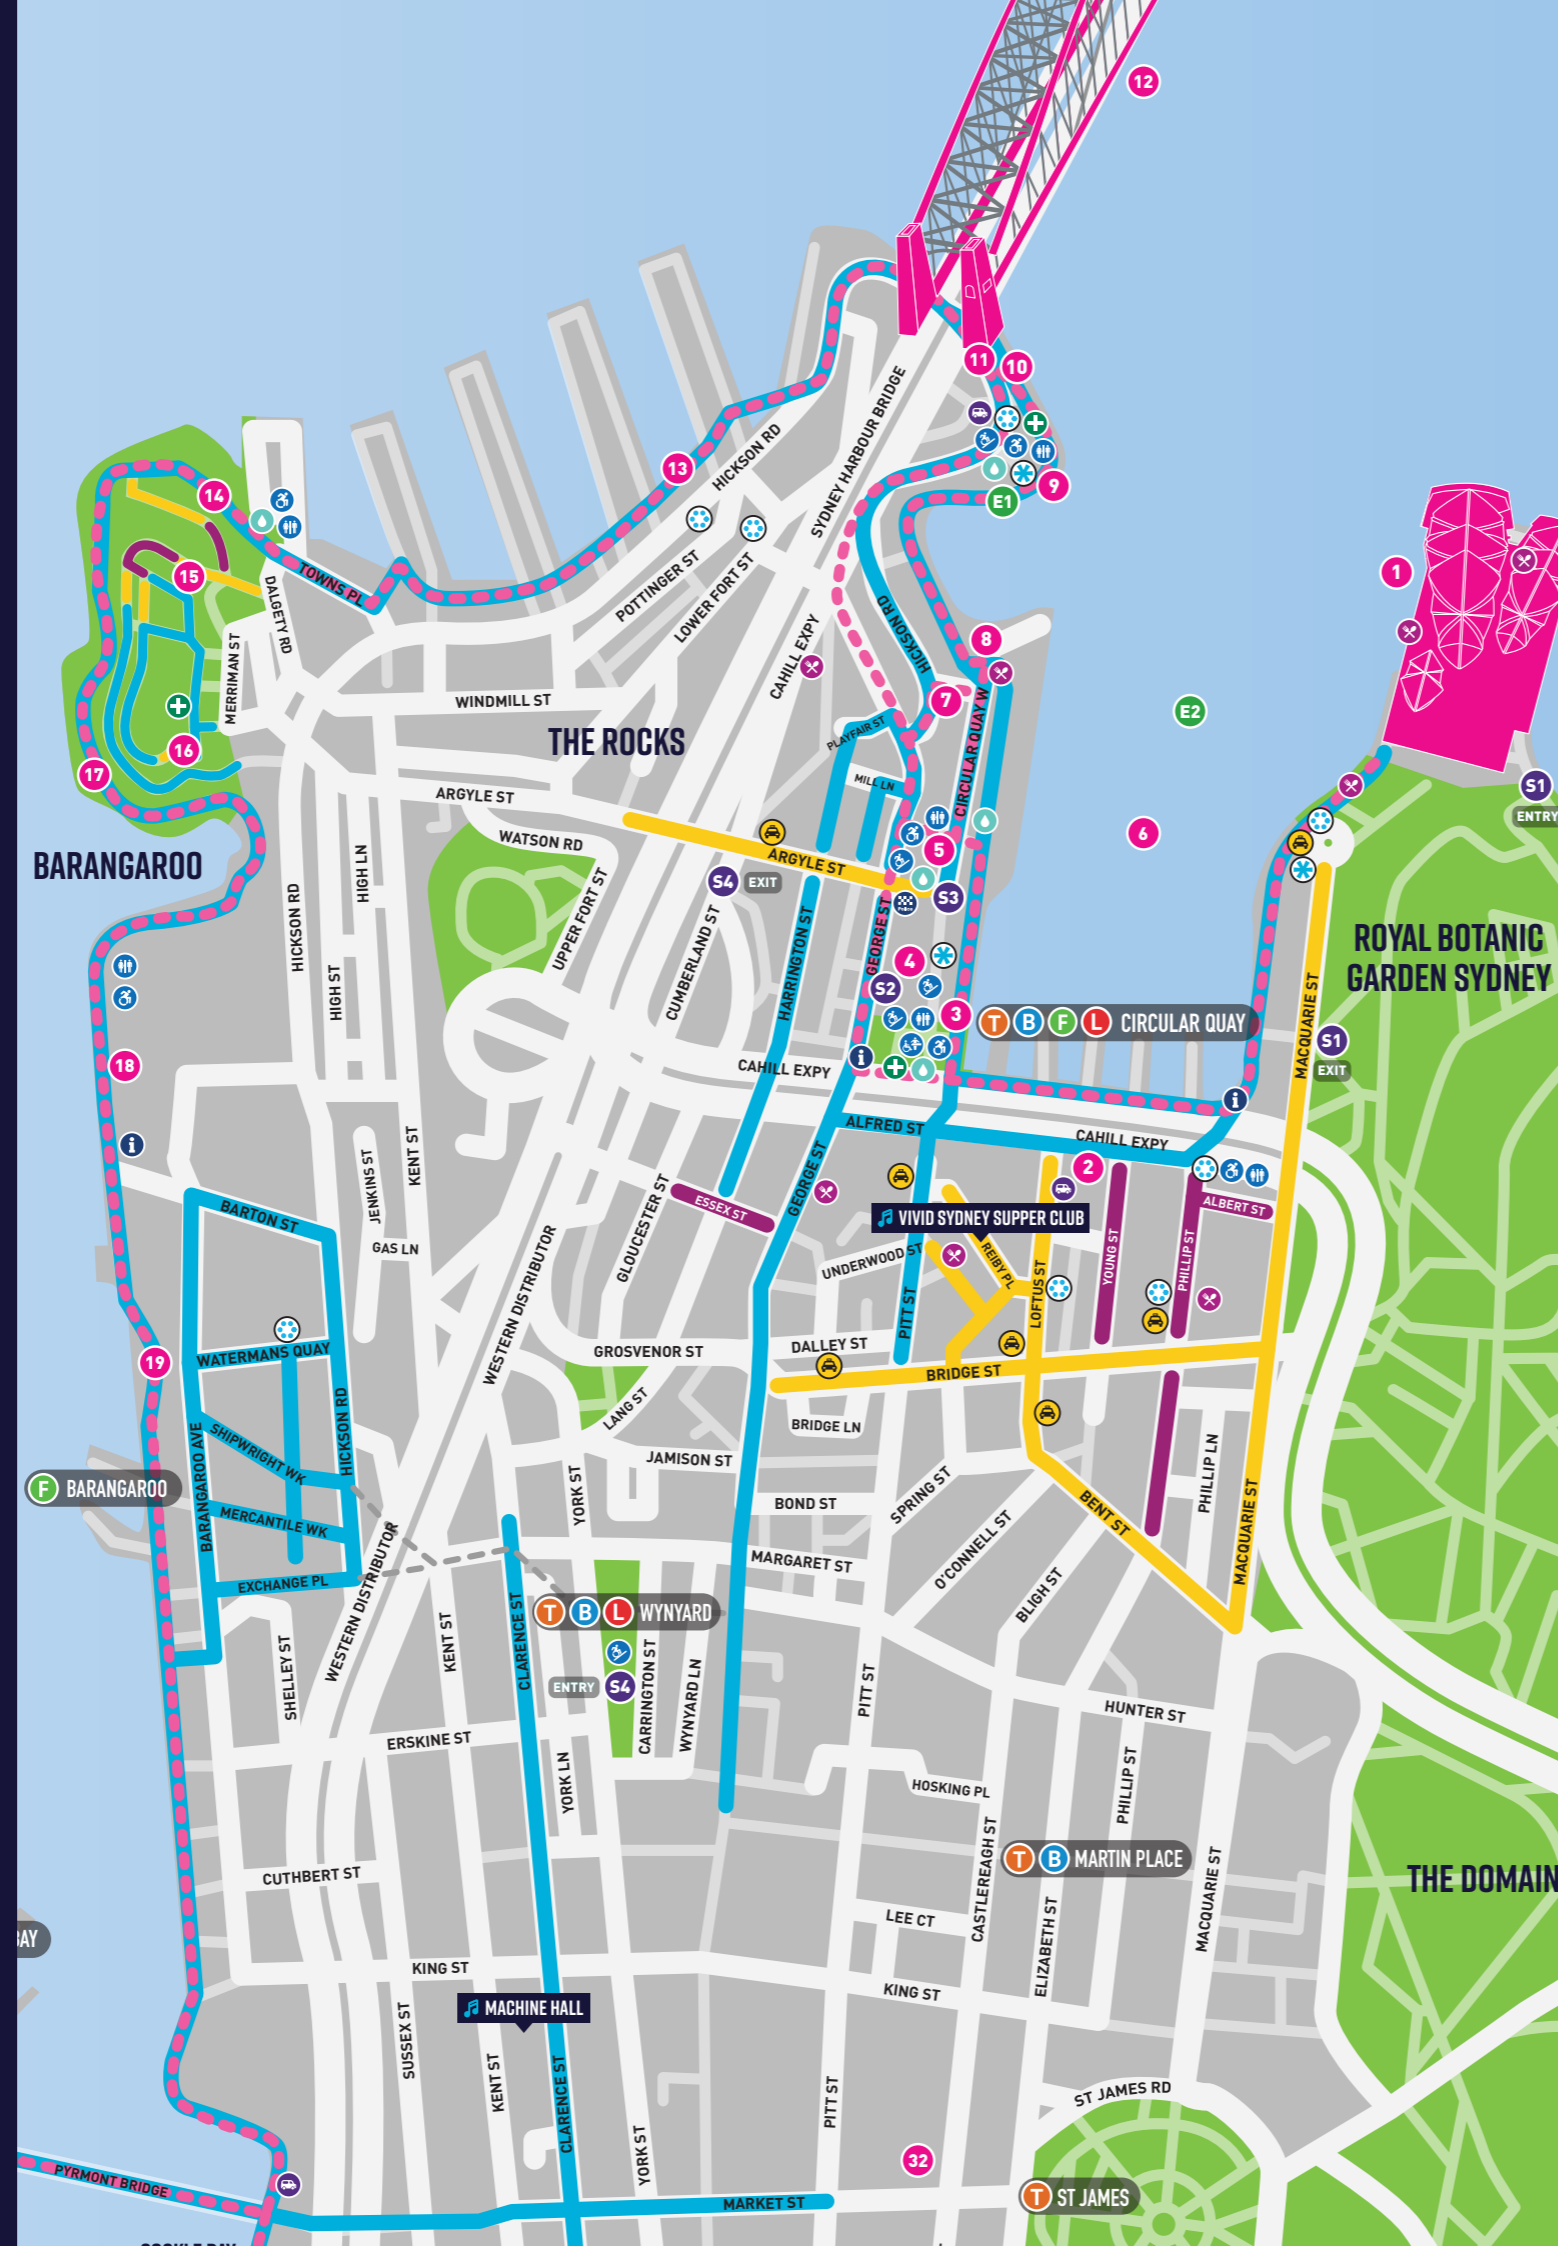 12
11
10
9
E1
13
HICKSON RD
SYDNEY HARBOUR BRIDGE
14
15
TOWNS PL
DALGETY RD
MERRIMAN ST
16
17
POTTINGER ST
LOWER FORT ST
CAHILL EXPY
HICKSON RD
WINDMILL ST
THE ROCKS
8
7
PLAYFAIR ST
MILL LN
CIRCULAR QUAY W
1
E2
6
S1
ENTRY
BARANGAROO
ARGYLE ST
WATSON RD
ARGYLE ST
5
S3
S4
EXIT
HIGH LN
HICKSON RD
HIGH ST
UPPER FORT ST
CUMBERLAND ST
HARRINGTON ST
GEORGE ST
4
S2
3
T B F L CIRCULAR QUAY
ROYAL BOTANIC
GARDEN SYDNEY
MACQUARIE ST
S1
EXIT
18
i
i
i
CAHILL EXPY
ALFRED ST
CAHILL EXPY
2
JENKINS ST
KENT ST
GAS LN
BARTON ST
GLOUCESTER ST
ESSEX ST
GEORGE ST
VIVID SYDNEY SUPPER CLUB
UNDERWOOD ST
REIBY PL
PITT ST
LOFTUS ST
YOUNG ST
PHILLIP ST
ALBERT ST
WESTERN DISTRIBUTOR
19
WATERMANS QUAY
GROSVENOR ST
DALLEY ST
BRIDGE ST
LANG ST
BRIDGE LN
JAMISON ST
BOND ST
SPRING ST
BARANGAROO AVE
SHIPWRIGHT WK
HICKSON RD
MERCANTILE WK
EXCHANGE PL
F BARANGAROO
YORK ST
MARGARET ST
O'CONNELL ST
BLIGH ST
BENT ST
PHILLIP LN
MACQUARIE ST
WESTERN DISTRIBUTOR
T B L WYNYARD
ENTRY
S4
CLARENCE ST
KENT ST
SHELLEY ST
CARRINGTON ST
WYNYARD LN
PITT ST
HUNTER ST
ERSKINE ST
YORK LN
HOSKING PL
PHILLIP ST
CASTLEREAGH ST
T B MARTIN PLACE
CUTHBERT ST
LEE CT
ELIZABETH ST
MACQUARIE ST
THE DOMAIN
KING ST
KING ST
MACHINE HALL
SUSSEX ST
KENT ST
CLARENCE ST
YORK ST
PITT ST
ST JAMES RD
32
T ST JAMES
PYRMONT BRIDGE
MARKET ST